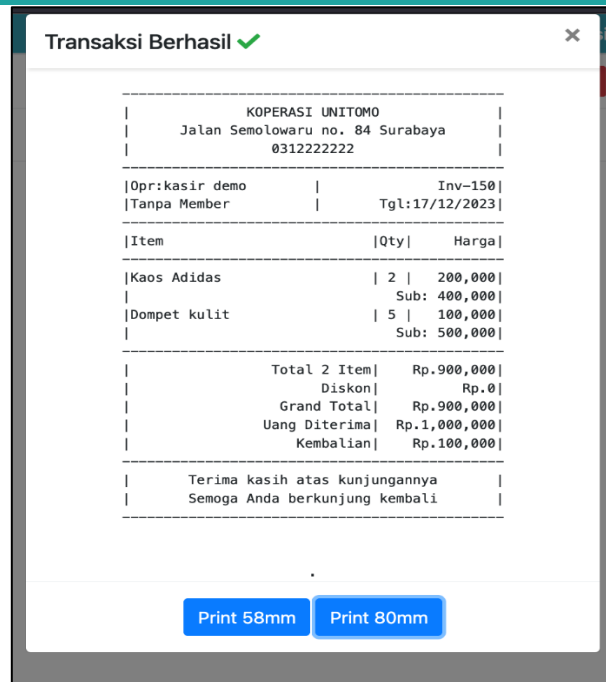 Transaksi Berhasil ✓ ×
----------------------------------------------
| KOPERASI UNITOMO |
| Jalan Semolowaru no. 84 Surabaya |
| 0312222222 |
----------------------------------------------
|Opr:kasir demo | Inv-150|
|Tanpa Member | Tgl:17/12/2023|
----------------------------------------------
|Item |Qty| Harga|
----------------------------------------------
|Kaos Adidas | 2 | 200,000|
| Sub: 400,000|
|Dompet kulit | 5 | 100,000|
| Sub: 500,000|
----------------------------------------------
| Total 2 Item| Rp.900,000|
| Diskon| Rp.0|
| Grand Total| Rp.900,000|
| Uang Diterima| Rp.1,000,000|
| Kembalian| Rp.100,000|
----------------------------------------------
| Terima kasih atas kunjungannya |
| Semoga Anda berkunjung kembali |
----------------------------------------------
.
Print 58mm Print 80mm